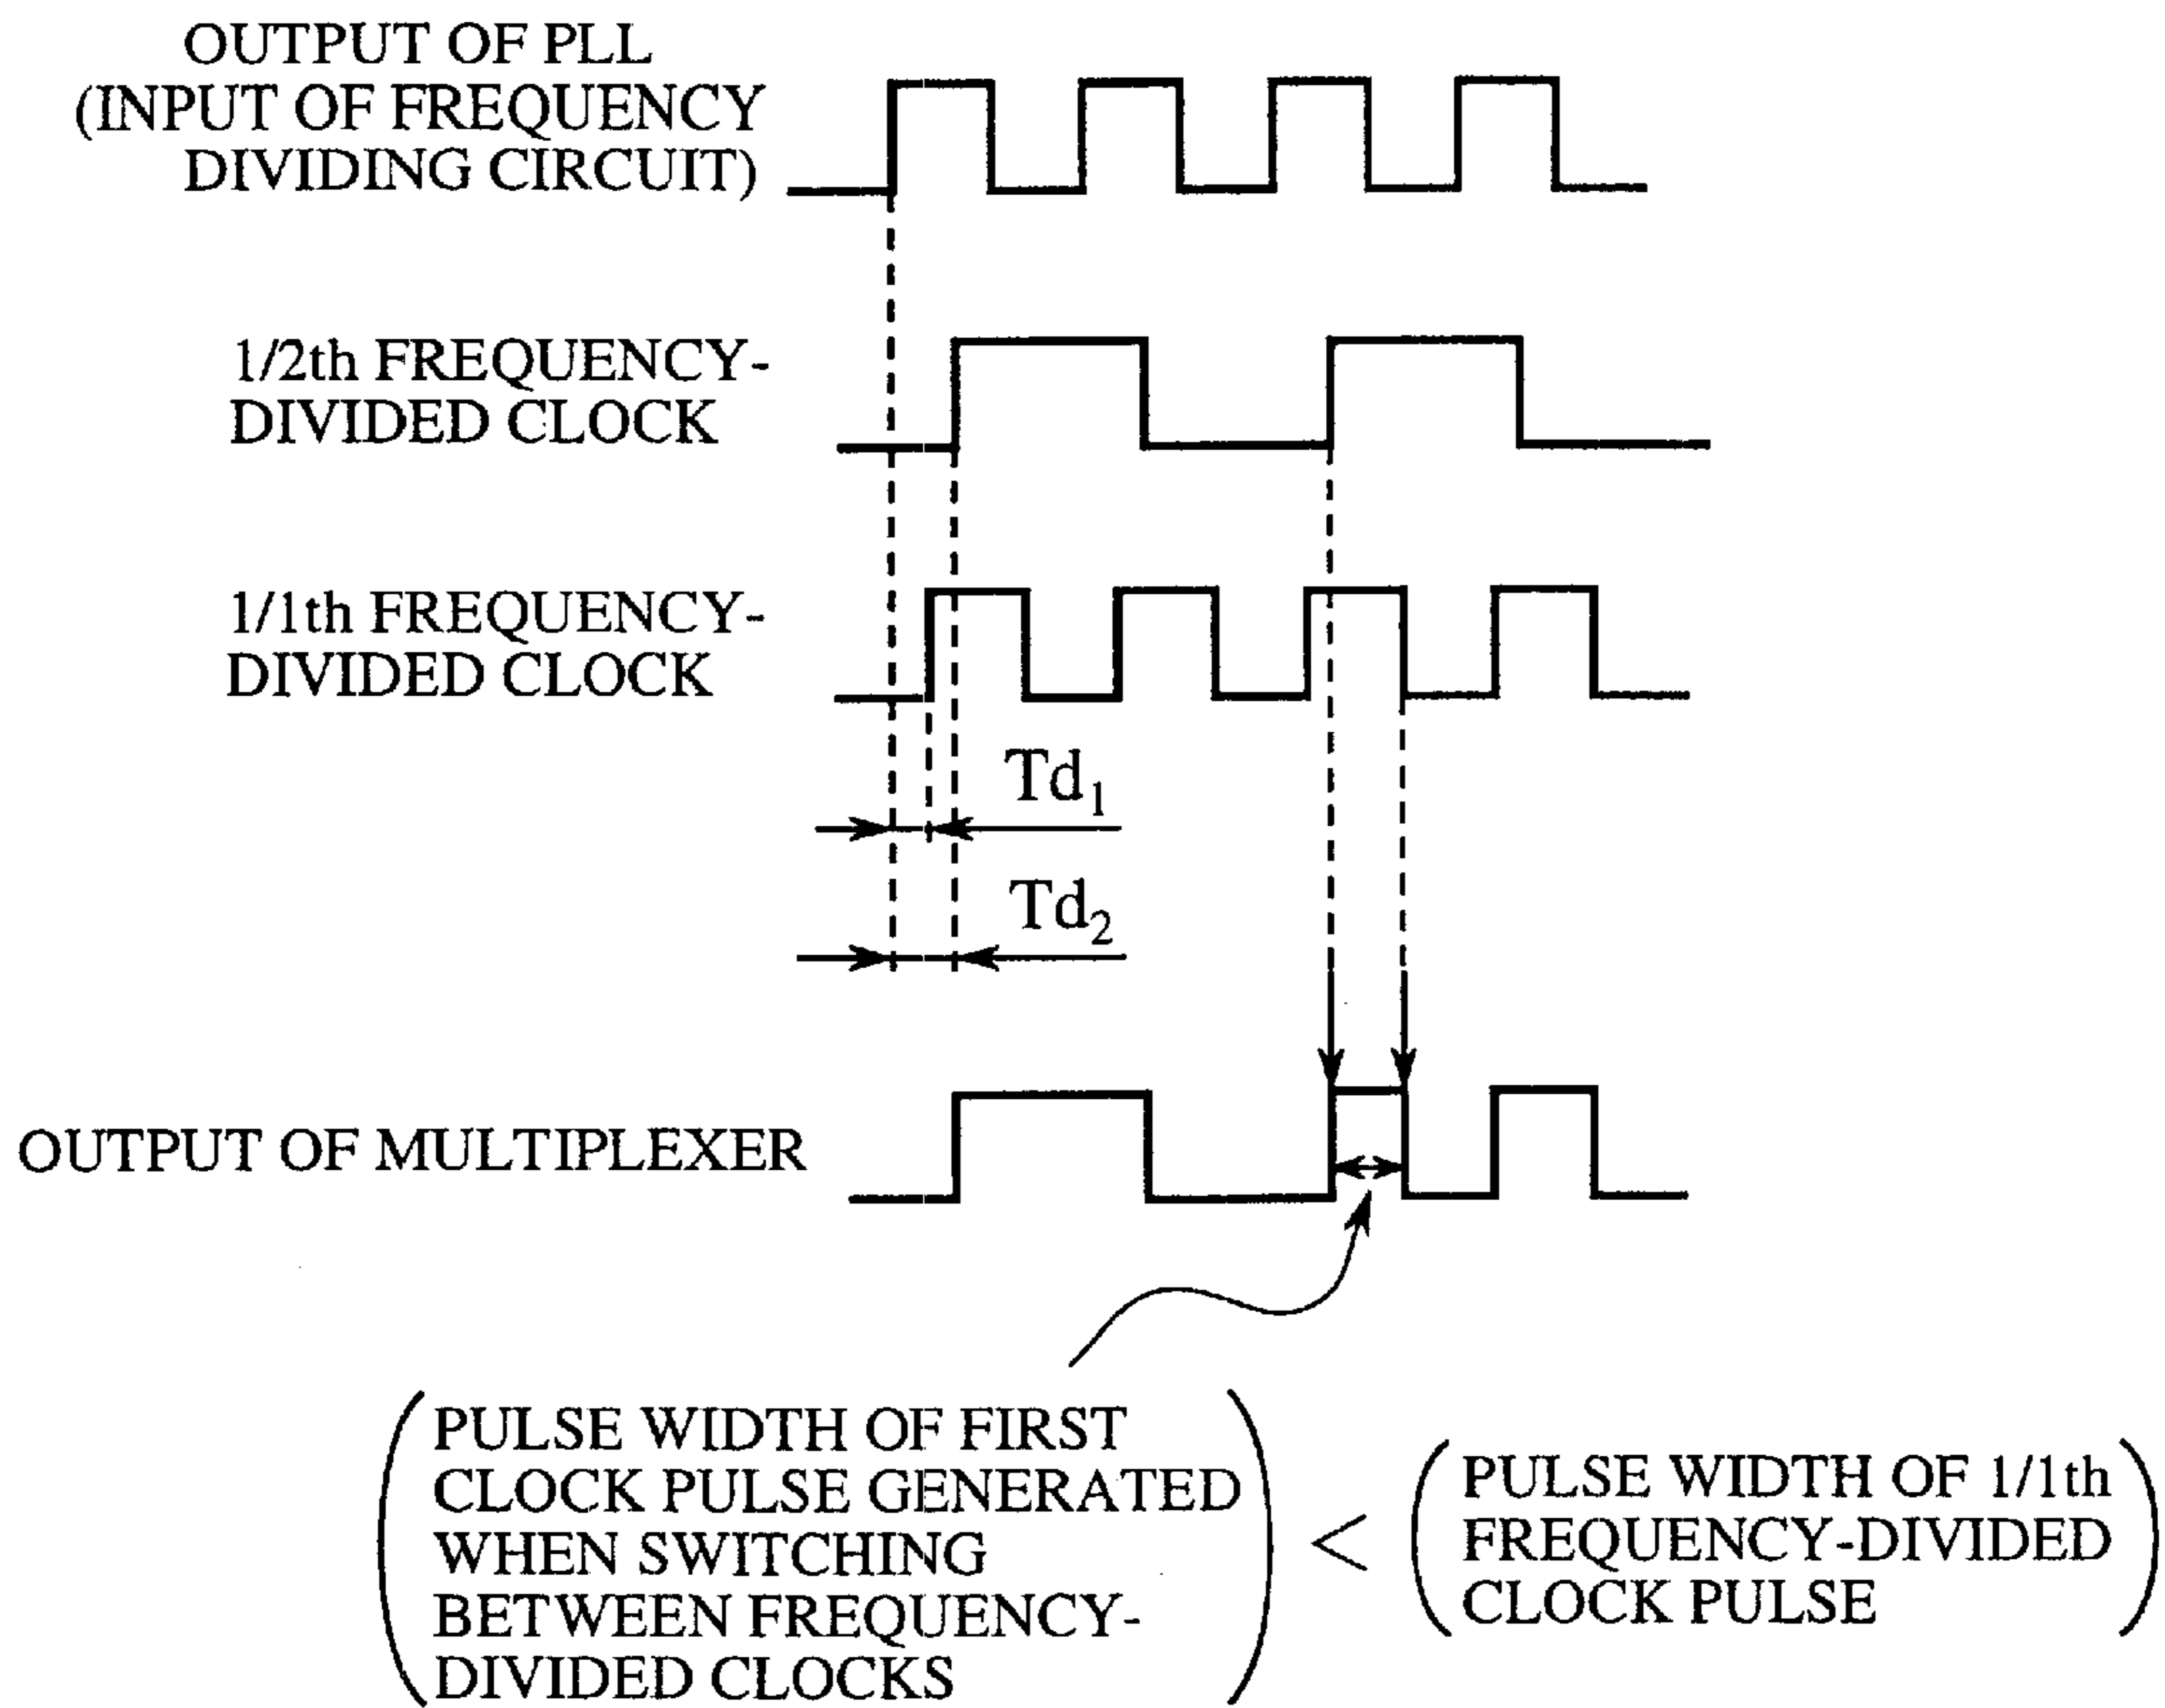 OUTPUT OF PLL
(INPUT OF FREQUENCY
DIVIDING CIRCUIT)
1/2th FREQUENCY-
DIVIDED CLOCK
1/1th FREQUENCY-
DIVIDED CLOCK
Td₁
Td₂
OUTPUT OF MULTIPLEXER
PULSE WIDTH OF FIRST
CLOCK PULSE GENERATED
WHEN SWITCHING
BETWEEN FREQUENCY-
DIVIDED CLOCKS
<
PULSE WIDTH OF 1/1th
FREQUENCY-DIVIDED
CLOCK PULSE